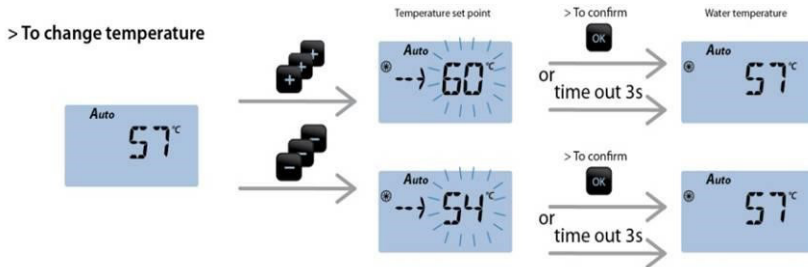 Temperature set point
> To confirm
Water temperature
> To change temperature
OK
Auto
60°C
or
time out 3s
Auto
57°C
+ + +
Auto
57°C
- - -
> To confirm
OK
Auto
54°C
or
time out 3s
Auto
57°C